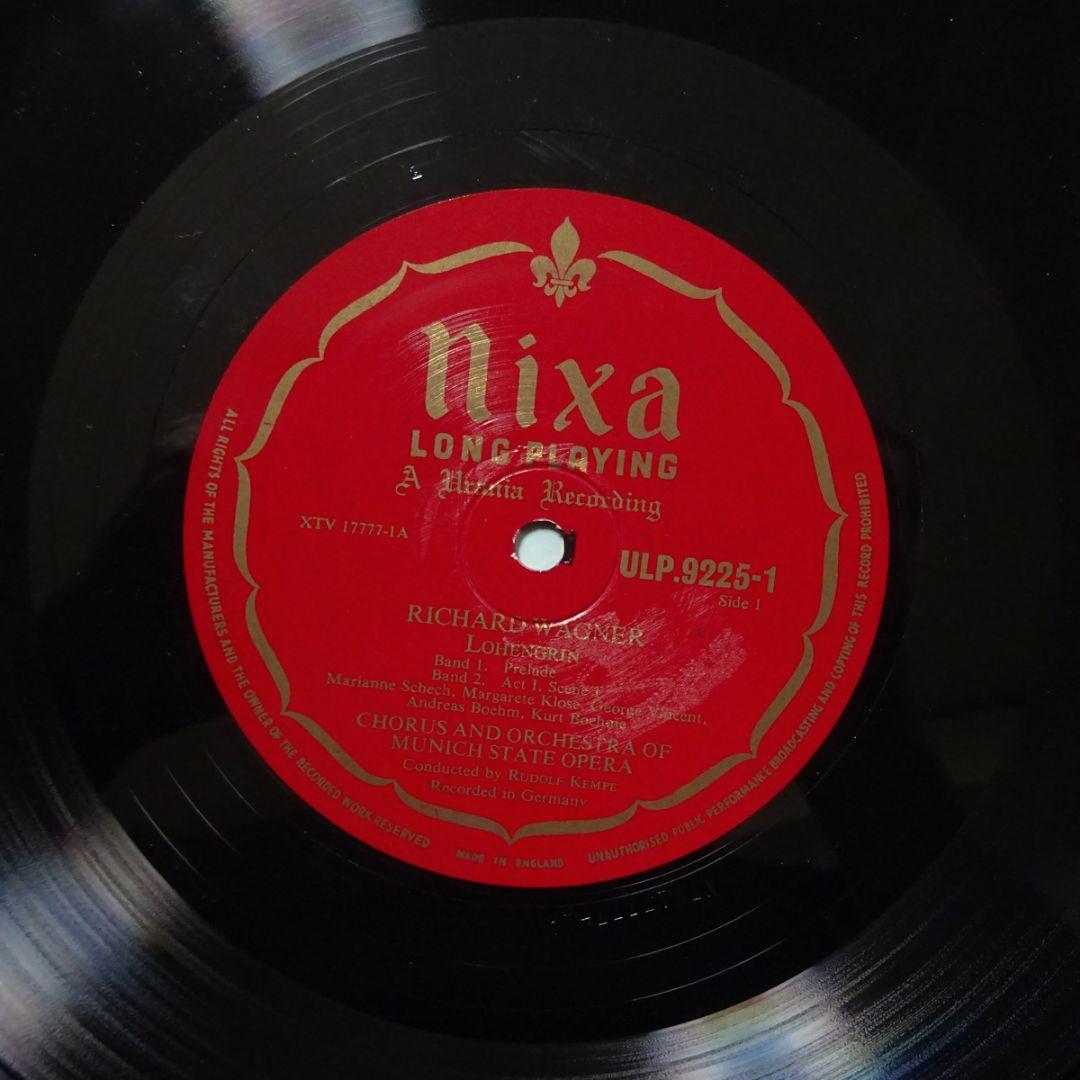 nixa
LONG PLAYING
A Urania Recording
XTV 17777-1A
ULP.9225-1
Side 1
RICHARD WAGNER
LOHENGRIN
Band 1. Prelude
Band 2. Act I, Scene 1
Marianne Schech, Margarete Klose, George Vincent,
Andreas Boehm, Kurt Boehme
CHORUS AND ORCHESTRA OF
MUNICH STATE OPERA
Conducted by RUDOLF KEMPE
Recorded in Germany
ALL RIGHTS OF THE MANUFACTURERS AND THE OWNER OF THE RECORDED WORK RESERVED
MADE IN ENGLAND
UNAUTHORISED PUBLIC PERFORMANCE BROADCASTING AND COPYING OF THIS RECORD PROHIBITED